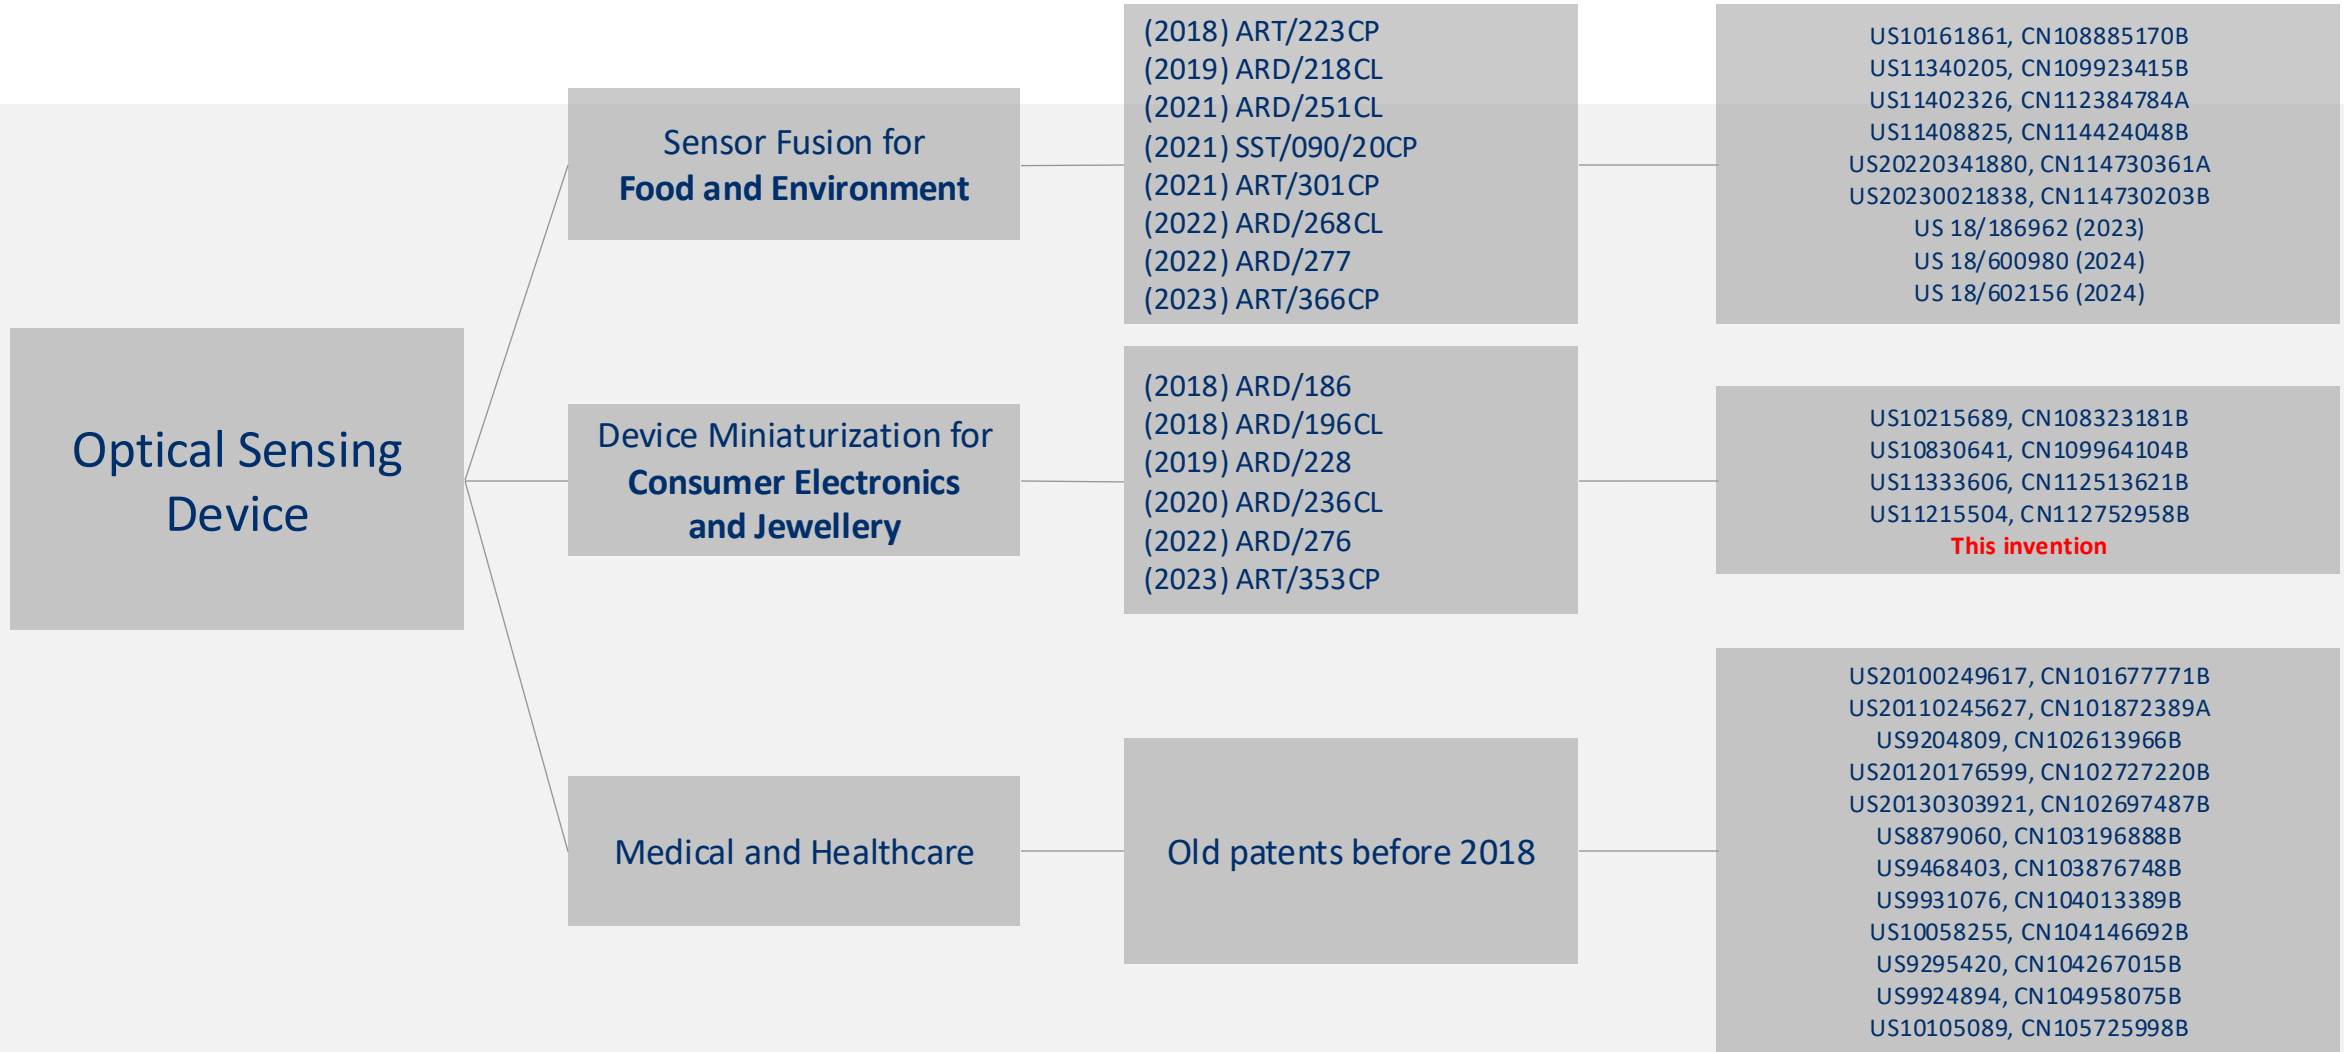 Optical Sensing
Device
Sensor Fusion for
Food and Environment
(2018) ART/223CP
(2019) ARD/218CL
(2021) ARD/251CL
(2021) SST/090/20CP
(2021) ART/301CP
(2022) ARD/268CL
(2022) ARD/277
(2023) ART/366CP
US10161861, CN108885170B
US11340205, CN109923415B
US11402326, CN112384784A
US11408825, CN114424048B
US20220341880, CN114730361A
US20230021838, CN114730203B
US 18/186962 (2023)
US 18/600980 (2024)
US 18/602156 (2024)
Device Miniaturization for
Consumer Electronics
and Jewellery
(2018) ARD/186
(2018) ARD/196CL
(2019) ARD/228
(2020) ARD/236CL
(2022) ARD/276
(2023) ART/353CP
US10215689, CN108323181B
US10830641, CN109964104B
US11333606, CN112513621B
US11215504, CN112752958B
This invention
Medical and Healthcare
Old patents before 2018
US20100249617, CN101677771B
US20110245627, CN101872389A
US9204809, CN102613966B
US20120176599, CN102727220B
US20130303921, CN102697487B
US8879060, CN103196888B
US9468403, CN103876748B
US9931076, CN104013389B
US10058255, CN104146692B
US9295420, CN104267015B
US9924894, CN104958075B
US10105089, CN105725998B